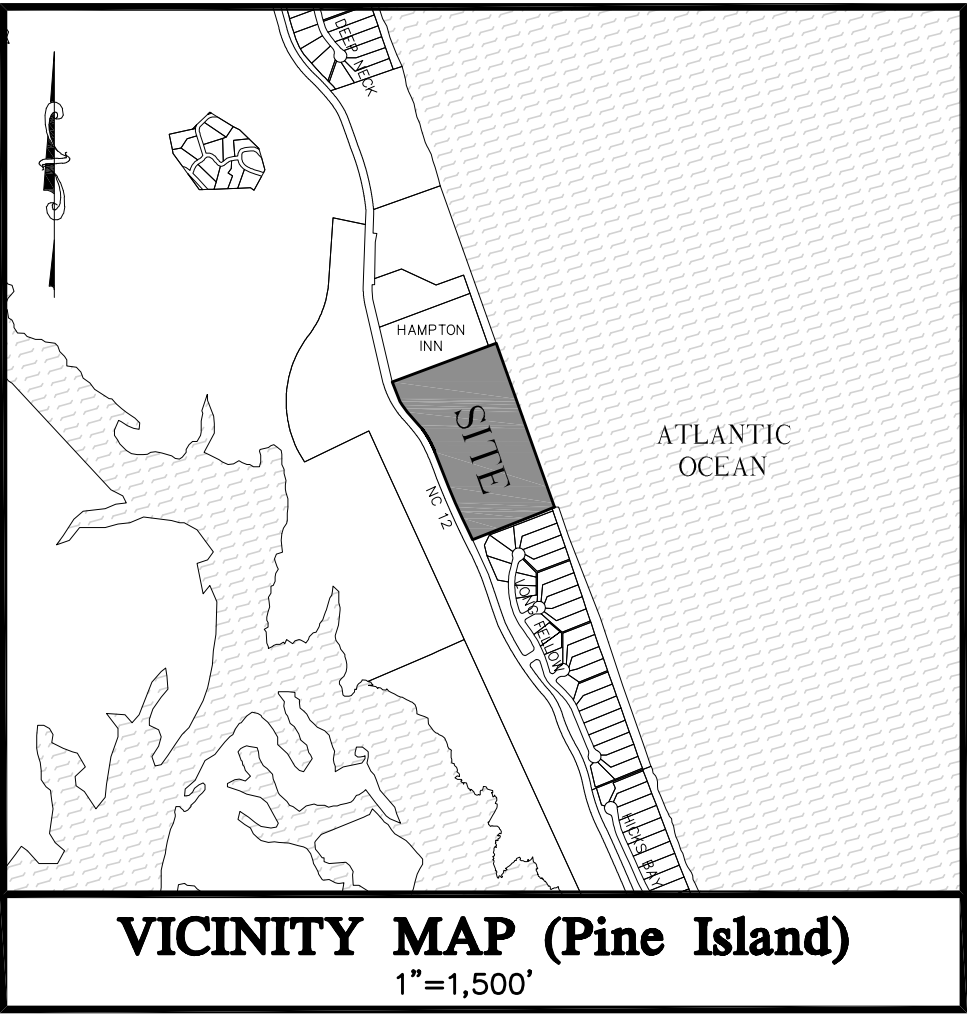 DEEP NECK
HAMPTON
INN
SITE
ATLANTIC
OCEAN
NC 12
LONG FELLOW
HICKS BAY
VICINITY MAP (Pine Island)
1"=1,500'